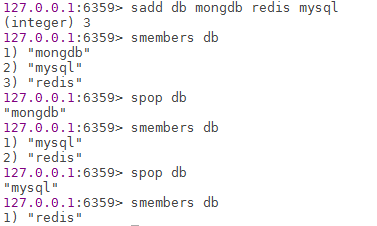 127.0.0.1:6359> sadd db mongdb redis mysql
(integer) 3
127.0.0.1:6359> smembers db
1) "mongdb"
2) "mysql"
3) "redis"
127.0.0.1:6359> spop db
"mongdb"
127.0.0.1:6359> smembers db
1) "mysql"
2) "redis"
127.0.0.1:6359> spop db
"mysql"
127.0.0.1:6359> smembers db
1) "redis"